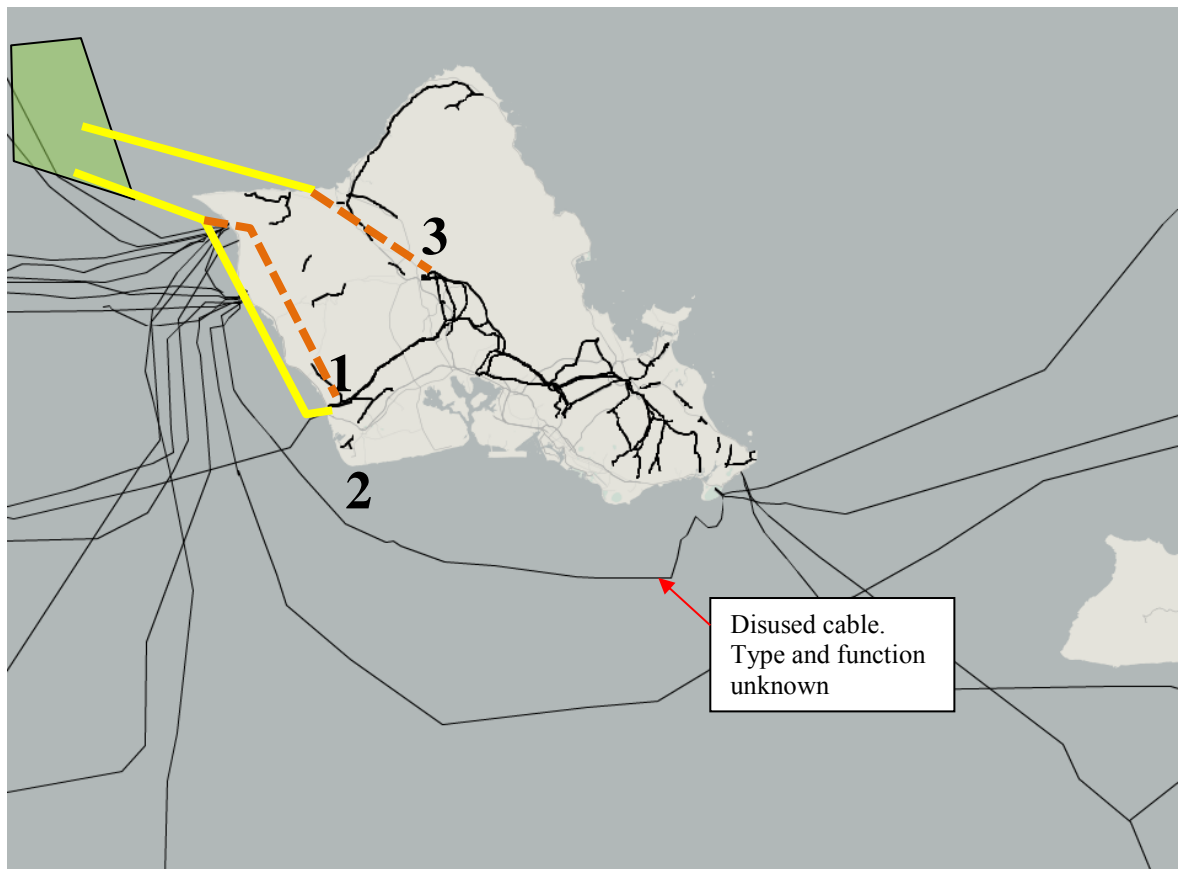 3
1
2
Disused cable.
Type and function
unknown